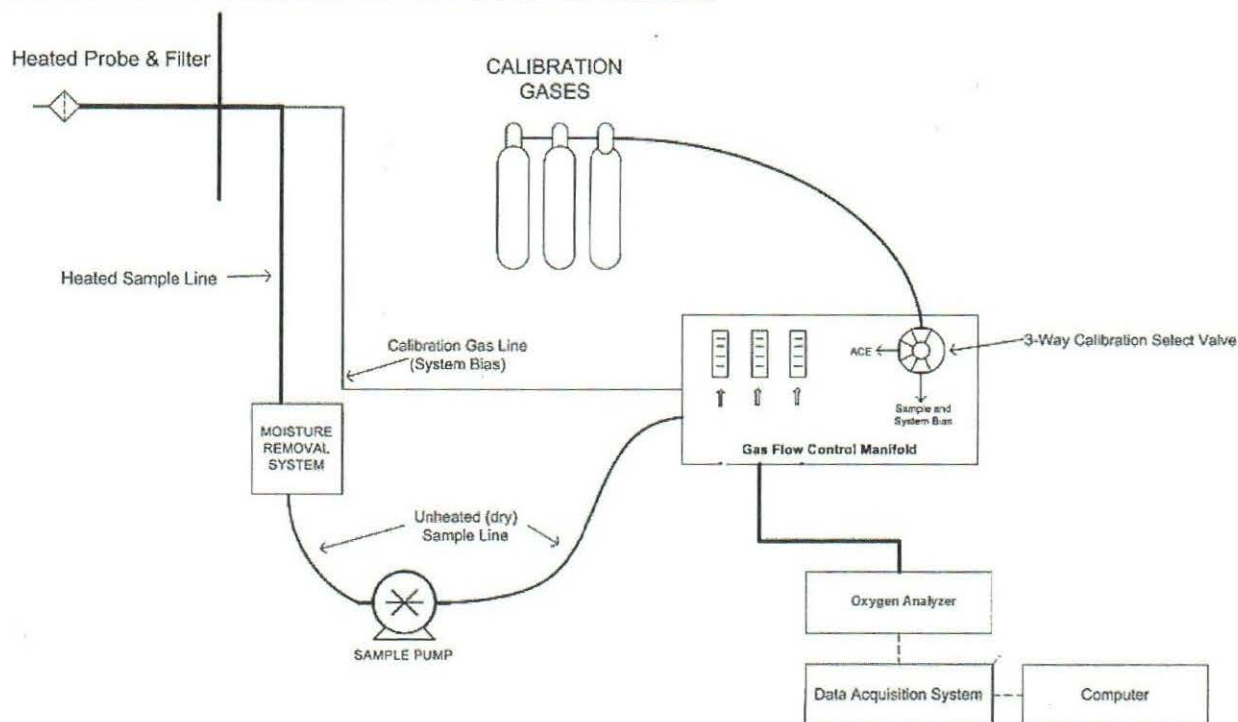 Heated Probe & Filter
CALIBRATION
GASES
Heated Sample Line
Calibration Gas Line
(System Bias)
ACE
3-Way Calibration Select Valve
Sample and
System Bias
Gas Flow Control Manifold
MOISTURE
REMOVAL
SYSTEM
Unheated (dry)
Sample Line
SAMPLE PUMP
Oxygen Analyzer
Data Acquisition System
Computer